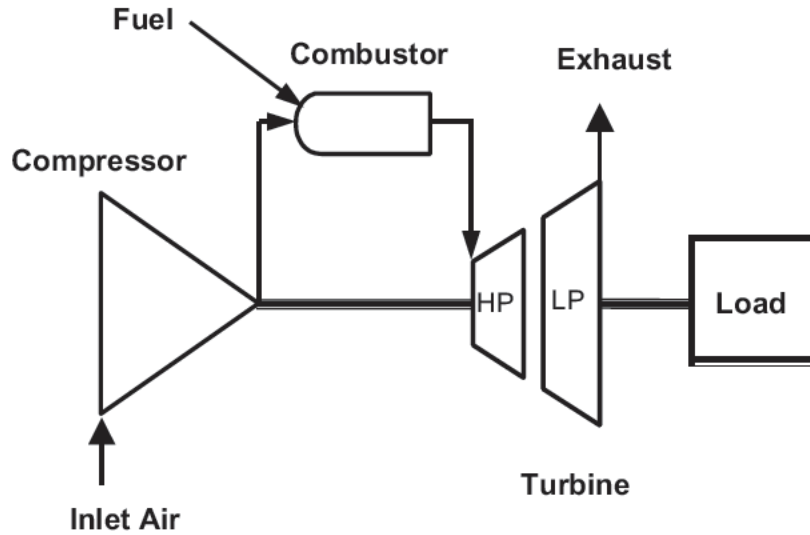 Fuel
Combustor
Exhaust
Compressor
HP
LP
Load
Turbine
Inlet Air